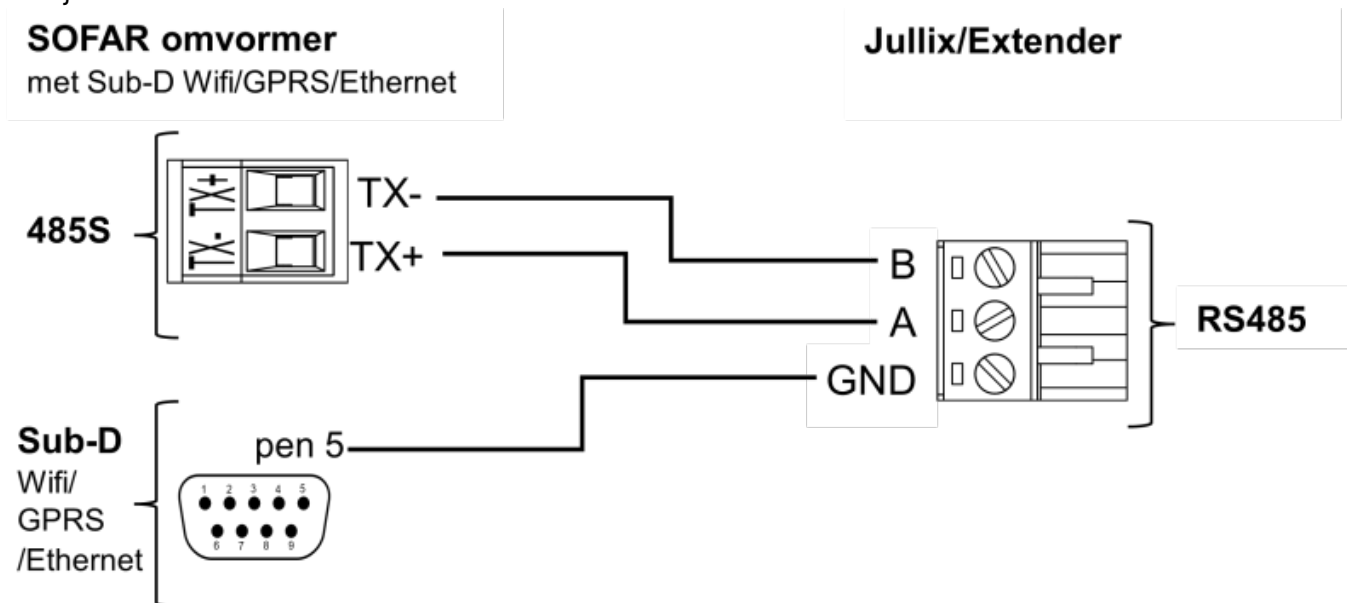 SOFAR omvormer
met Sub-D Wifi/GPRS/Ethernet
Jullix/Extender
485S
TX+
TX-
TX-
TX+
B
A
GND
RS485
Sub-D
Wifi/
GPRS
/Ethernet
pen 5
1 2 3 4 5
6 7 8 9